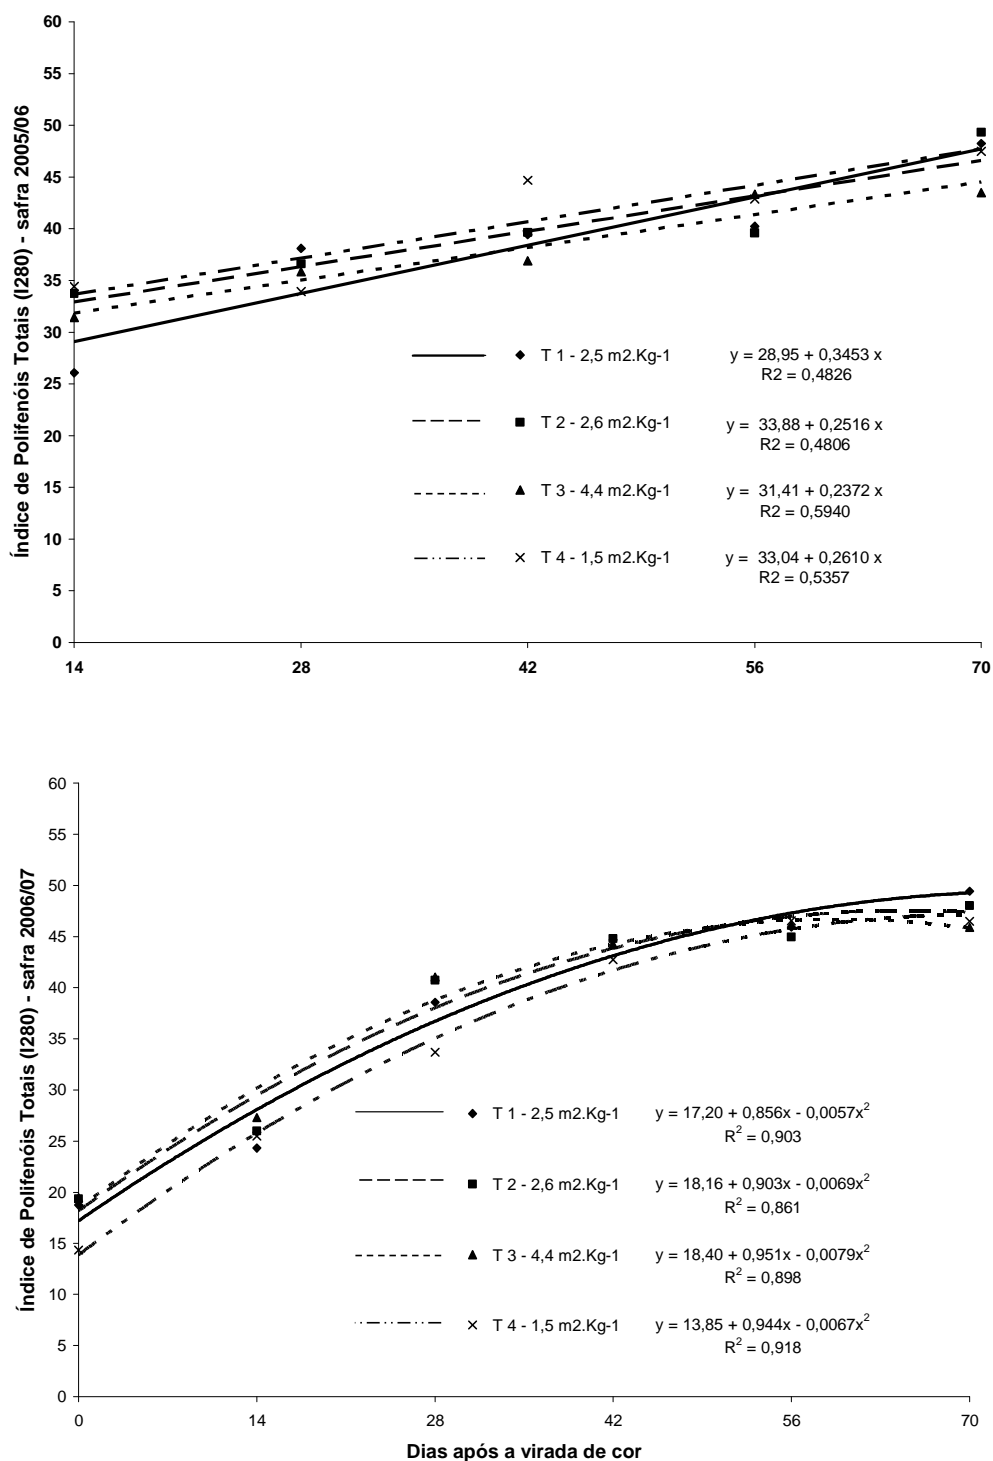 Índice de Polifenóis Totais (I280) - safra 2005/06
60
55
50
45
40
35
30
25
20
15
10
5
0
T 1 - 2,5 m2.Kg-1 y = 28,95 + 0,3453 x
R2 = 0,4826
T 2 - 2,6 m2.Kg-1 y = 33,88 + 0,2516 x
R2 = 0,4806
T 3 - 4,4 m2.Kg-1 y = 31,41 + 0,2372 x
R2 = 0,5940
T 4 - 1,5 m2.Kg-1 y = 33,04 + 0,2610 x
R2 = 0,5357
14 28 42 56 70
Índice de Polifenóis Totais (I280) - safra 2006/07
60
55
50
45
40
35
30
25
20
15
10
5
0
T 1 - 2,5 m2.Kg-1 y = 17,20 + 0,856x - 0,0057x²
R² = 0,903
T 2 - 2,6 m2.Kg-1 y = 18,16 + 0,903x - 0,0069x²
R² = 0,861
T 3 - 4,4 m2.Kg-1 y = 18,40 + 0,951x - 0,0079x²
R² = 0,898
T 4 - 1,5 m2.Kg-1 y = 13,85 + 0,944x - 0,0067x²
R² = 0,918
0 14 28 42 56 70
Dias após a virada de cor